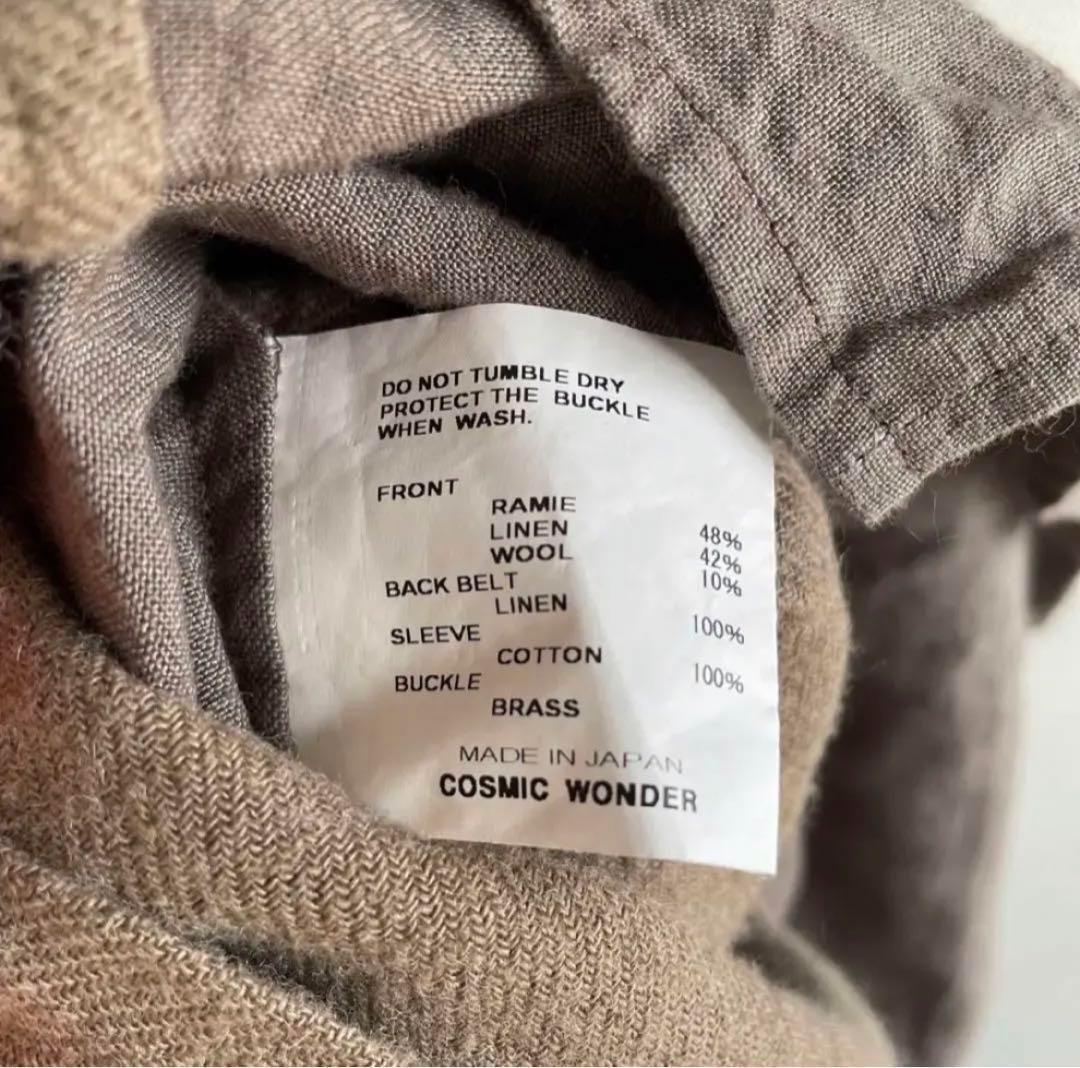 DO NOT TUMBLE DRY
PROTECT THE BUCKLE
WHEN WASH.
FRONT
RAMIE 48%
LINEN 42%
WOOL 10%
BACK BELT
LINEN 100%
SLEEVE
COTTON 100%
BUCKLE
BRASS
MADE IN JAPAN
COSMIC WONDER